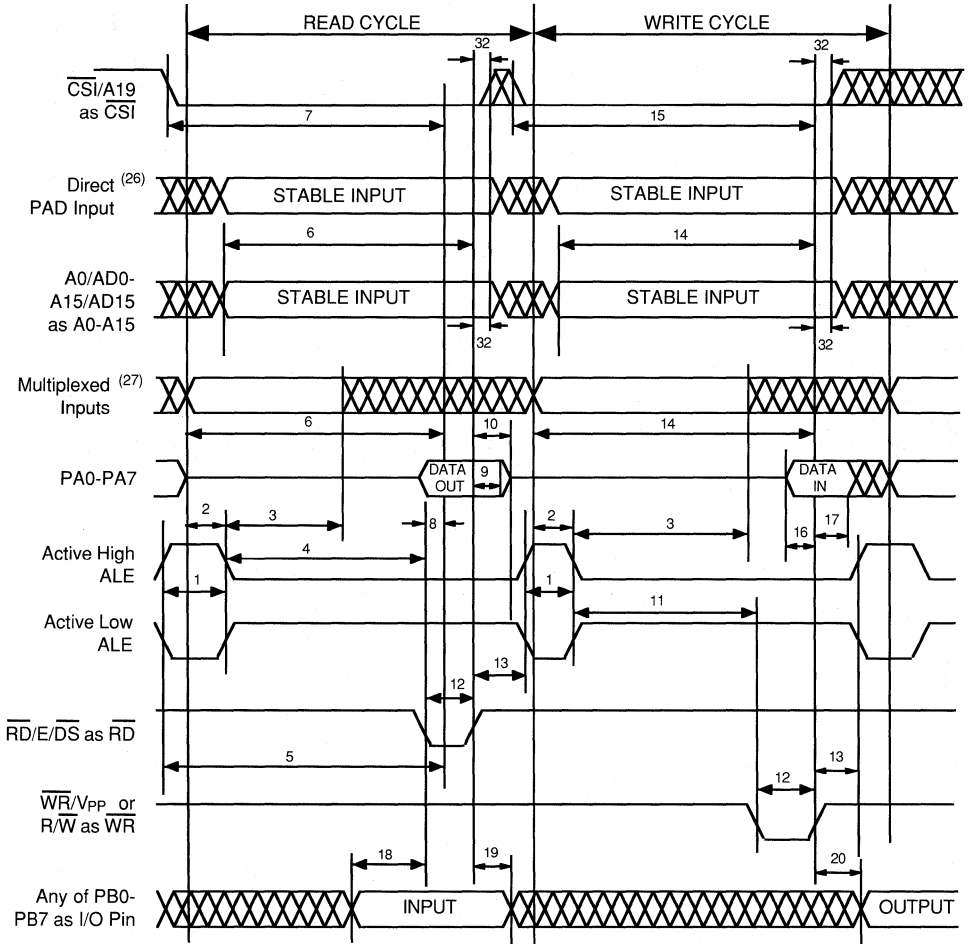 READ CYCLE
WRITE CYCLE
32
32
CSI/A19
as CSI
7
15
Direct (26)
PAD Input
STABLE INPUT
STABLE INPUT
6
14
A0/AD0-
A15/AD15
as A0-A15
STABLE INPUT
STABLE INPUT
32
32
Multiplexed (27)
Inputs
6
10
14
PA0-PA7
DATA
OUT
9
DATA
IN
2
3
8
2
3
16
17
Active High
ALE
4
1
1
11
Active Low
ALE
13
12
RD/E/DS as RD
5
13
12
WR/VPP or
R/W as WR
18
19
20
Any of PB0-
PB7 as I/O Pin
INPUT
OUTPUT